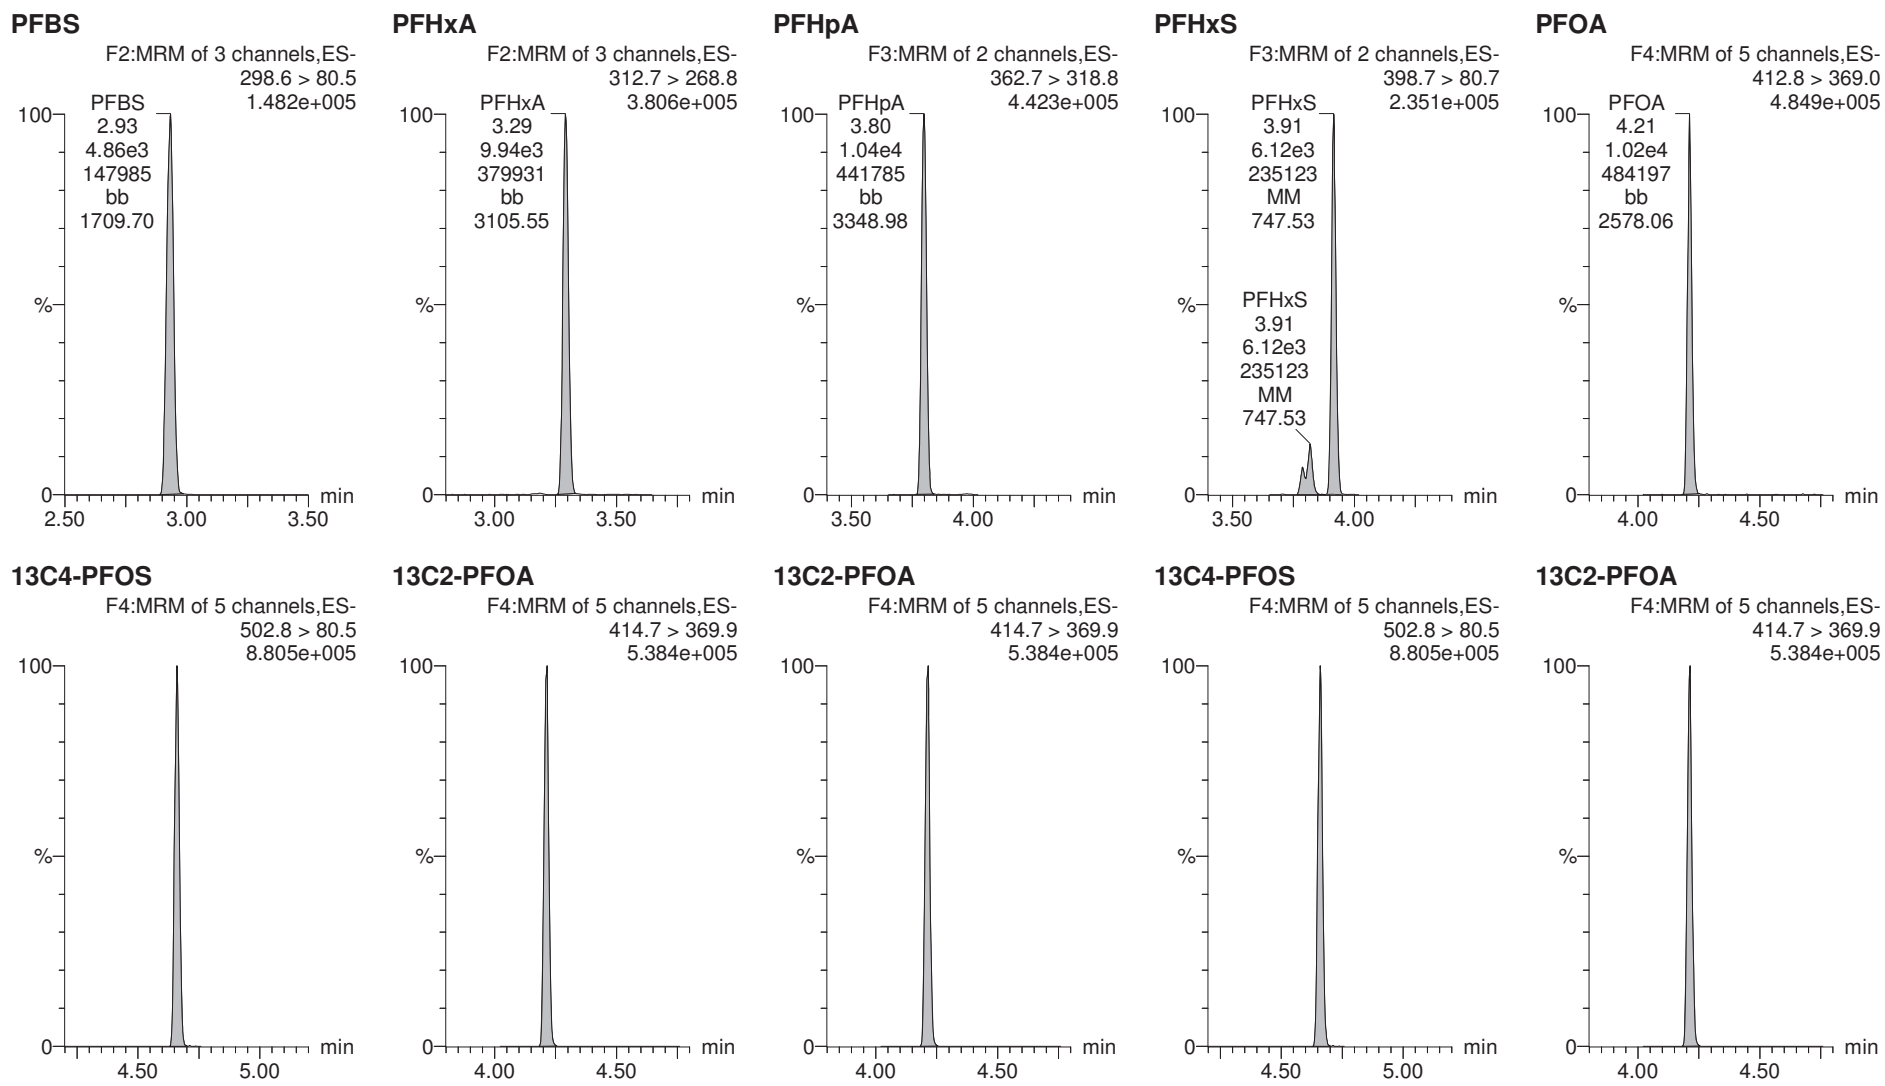 PFBS
F2:MRM of 3 channels,ES-
298.6 > 80.5
1.482e+005
PFBS
2.93
4.86e3
147985
bb
1709.70
100
%
0
2.50 3.00 3.50
min
PFHxA
F2:MRM of 3 channels,ES-
312.7 > 268.8
3.806e+005
PFHxA
3.29
9.94e3
379931
bb
3105.55
100
%
0
3.00 3.50
min
PFHpA
F3:MRM of 2 channels,ES-
362.7 > 318.8
4.423e+005
PFHpA
3.80
1.04e4
441785
bb
3348.98
100
%
0
3.50 4.00
min
PFHxS
F3:MRM of 2 channels,ES-
398.7 > 80.7
2.351e+005
PFHxS
3.91
6.12e3
235123
MM
747.53
PFHxS
3.91
6.12e3
235123
MM
747.53
100
%
0
3.50 4.00
min
PFOA
F4:MRM of 5 channels,ES-
412.8 > 369.0
4.849e+005
PFOA
4.21
1.02e4
484197
bb
2578.06
100
%
0
4.00 4.50
min
13C4-PFOS
F4:MRM of 5 channels,ES-
502.8 > 80.5
8.805e+005
100
%
0
4.50 5.00
min
13C2-PFOA
F4:MRM of 5 channels,ES-
414.7 > 369.9
5.384e+005
100
%
0
4.00 4.50
min
13C2-PFOA
F4:MRM of 5 channels,ES-
414.7 > 369.9
5.384e+005
100
%
0
4.00 4.50
min
13C4-PFOS
F4:MRM of 5 channels,ES-
502.8 > 80.5
8.805e+005
100
%
0
4.50 5.00
min
13C2-PFOA
F4:MRM of 5 channels,ES-
414.7 > 369.9
5.384e+005
100
%
0
4.00 4.50
min